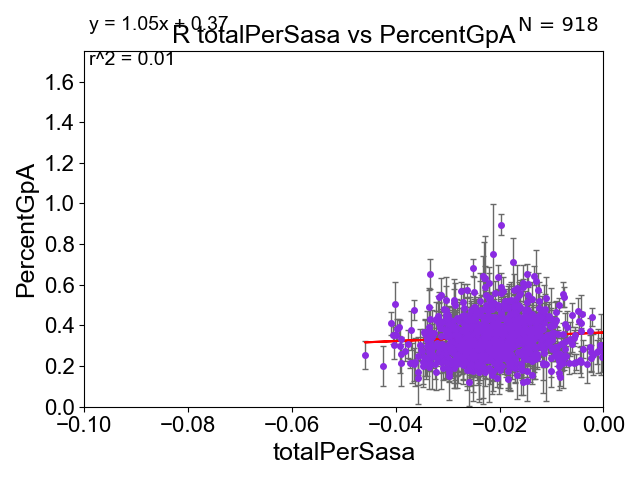 y = 1.05x + 0.37
N = 918
R totalPerSasa vs PercentGpA
r^2 = 0.01
PercentGpA
1.6
1.4
1.2
1.0
0.8
0.6
0.4
0.2
0.0
−0.10 −0.08 −0.06 −0.04 −0.02 0.00
totalPerSasa